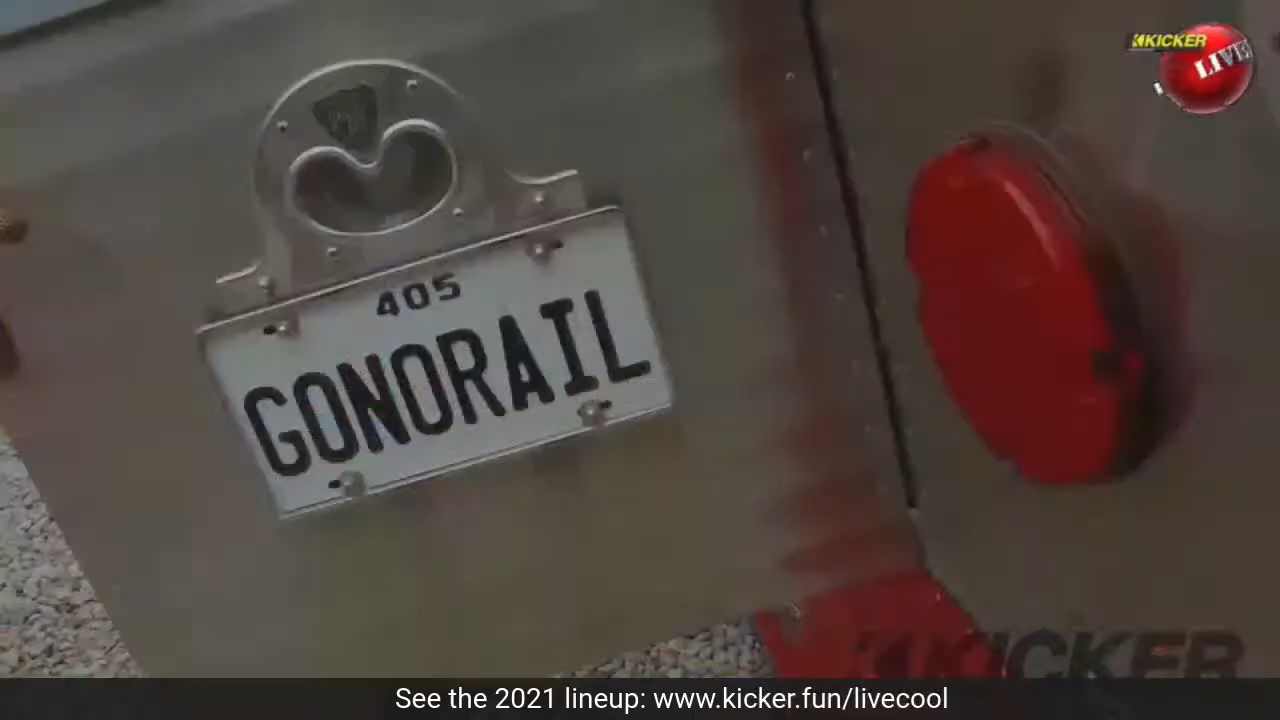 KICKER
LIVE
405
GONORAIL
KICKER
See the 2021 lineup: www.kicker.fun/livecool